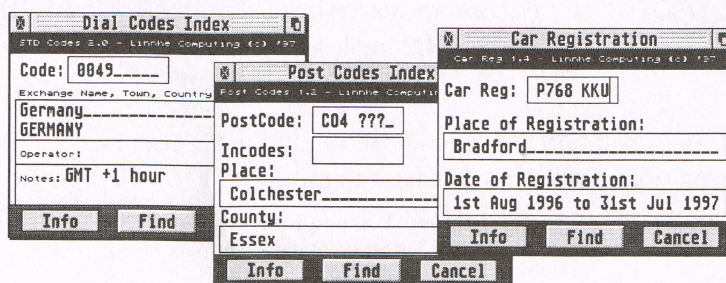 Dial Codes Index
STD Codes 2.0 - Linnhe Computing (c) '97
Code: 0049_____
Exchange Name, Town, Country
Germany
GERMANY
Operator:
Notes: GMT +1 hour
Info Find
Post Codes Index
Post Codes 1.2 - Linnhe Computin
PostCode: CO4 ???_
Incodes:
Place:
Colchester
County:
Essex
Info Find Cancel
Car Registration
Car Reg 1.4 - Linnhe Computing (c) '97
Car Reg: P768 KKU
Place of Registration:
Bradford
Date of Registration:
1st Aug 1996 to 31st Jul 1997
Info Find Cancel